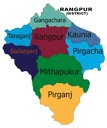 RANGPUR
(DISTRICT)
Gangachara
Taraganj
Rangpur
Kaunia
Badarganj
Pirgacha
Mithapukur
Pirganj